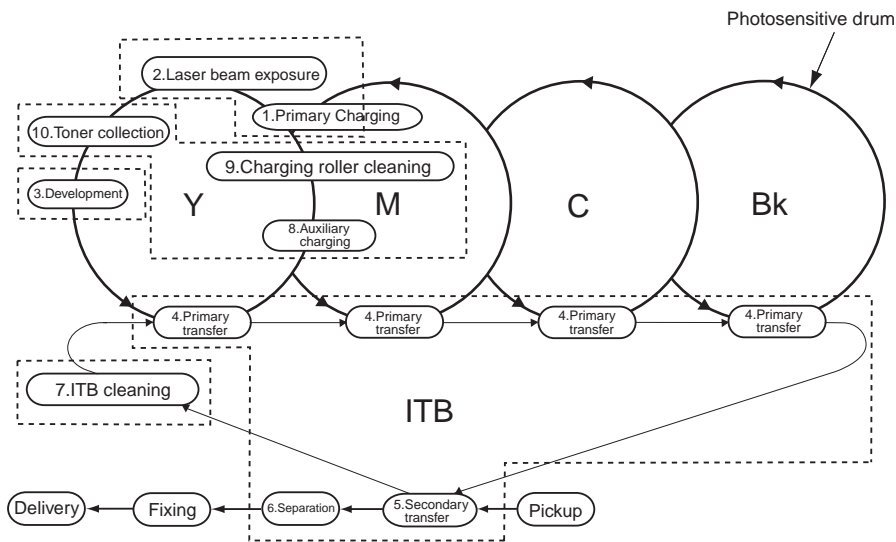 Photosensitive drum
2.Laser beam exposure
1.Primary Charging
10.Toner collection
9.Charging roller cleaning
3.Development
Y
M
C
Bk
8.Auxiliary
charging
4.Primary
transfer
4.Primary
transfer
4.Primary
transfer
4.Primary
transfer
7.ITB cleaning
ITB
Delivery
Fixing
6.Separation
5.Secondary
transfer
Pickup